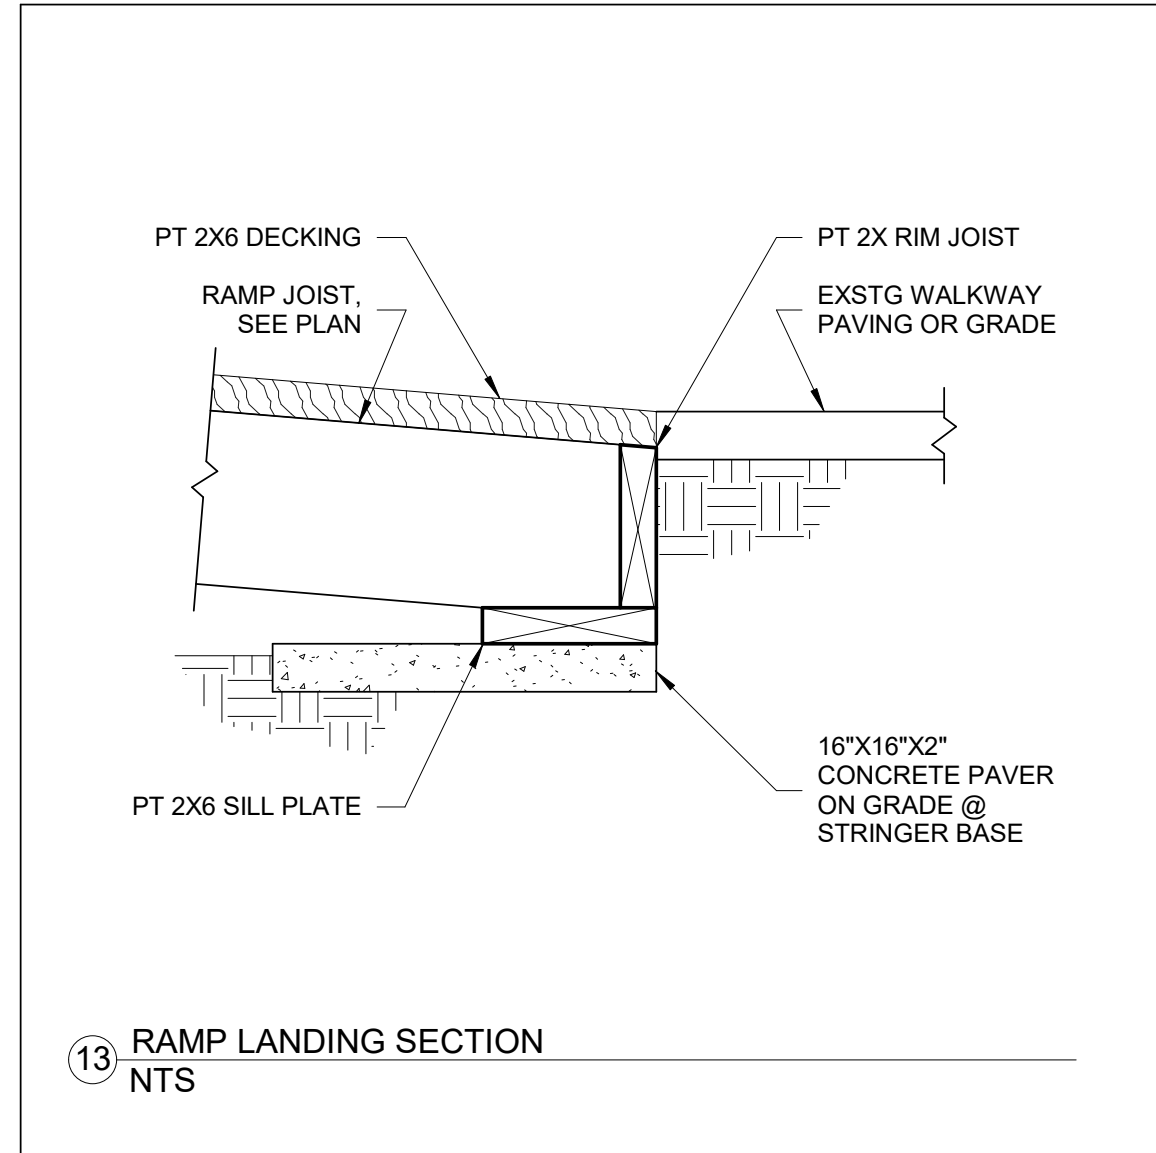 PT 2X6 DECKING
RAMP JOIST,
SEE PLAN
PT 2X RIM JOIST
EXSTG WALKWAY
PAVING OR GRADE
PT 2X6 SILL PLATE
16"X16"X2"
CONCRETE PAVER
ON GRADE @
STRINGER BASE
13 RAMP LANDING SECTION
NTS